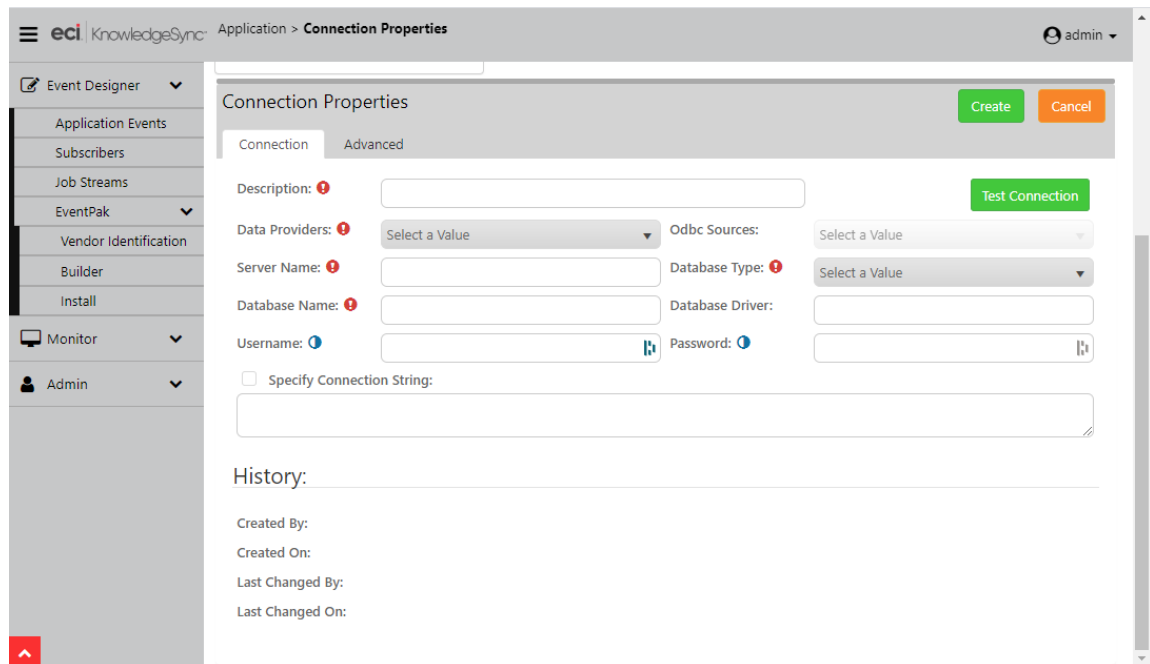 eci KnowledgeSync
Application > Connection Properties
admin
Event Designer
Application Events
Subscribers
Job Streams
EventPak
Vendor Identification
Builder
Install
Monitor
Admin
Connection Properties
Create
Cancel
Connection
Advanced
Description:
Test Connection
Data Providers:
Select a Value
Odbc Sources:
Select a Value
Server Name:
Database Type:
Select a Value
Database Name:
Database Driver:
Username:
Password:
Specify Connection String:
History:
Created By:
Created On:
Last Changed By:
Last Changed On: